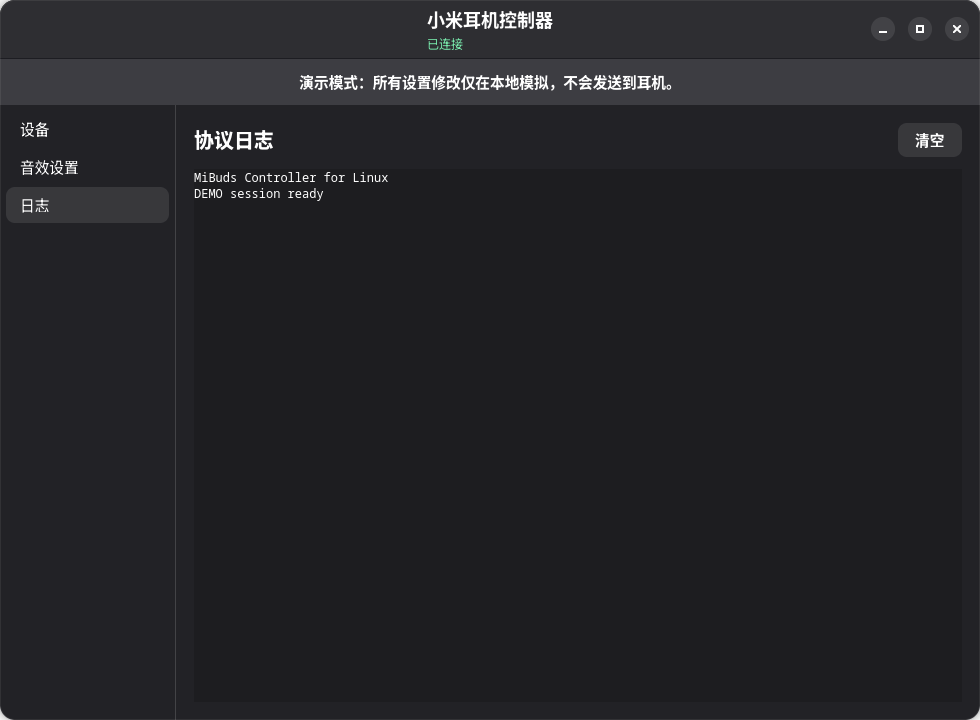 小米耳机控制器
已连接
演示模式：所有设置修改仅在本地模拟，不会发送到耳机。
设备
音效设置
日志
协议日志
清空
MiBuds Controller for Linux
DEMO session ready